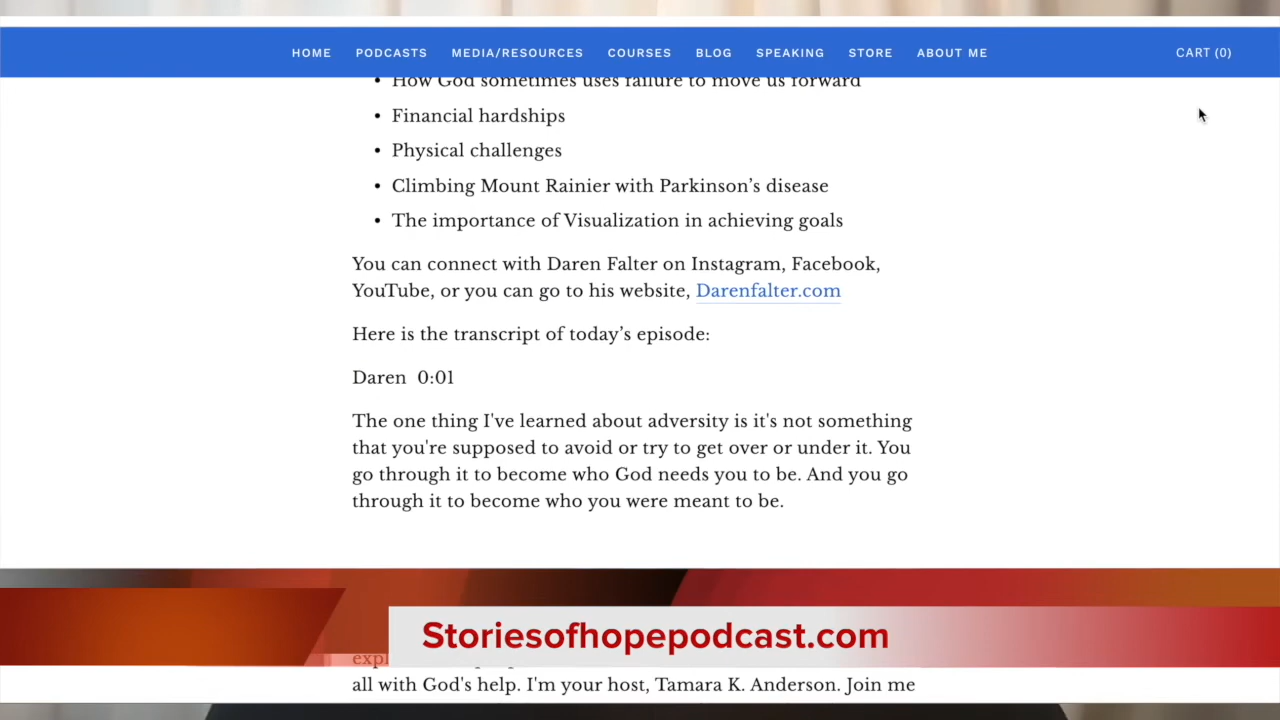 HOME PODCASTS MEDIA/RESOURCES COURSES BLOG SPEAKING STORE ABOUT ME CART (0)
• How God sometimes uses failure to move us forward
• Financial hardships
• Physical challenges
• Climbing Mount Rainier with Parkinson’s disease
• The importance of Visualization in achieving goals
You can connect with Daren Falter on Instagram, Facebook,
YouTube, or you can go to his website, Darenfalter.com
Here is the transcript of today’s episode:
Daren 0:01
The one thing I've learned about adversity is it's not something
that you're supposed to avoid or try to get over or under it. You
go through it to become who God needs you to be. And you go
through it to become who you were meant to be.
Storiesofhopepodcast.com
all with God's help. I'm your host, Tamara K. Anderson. Join me